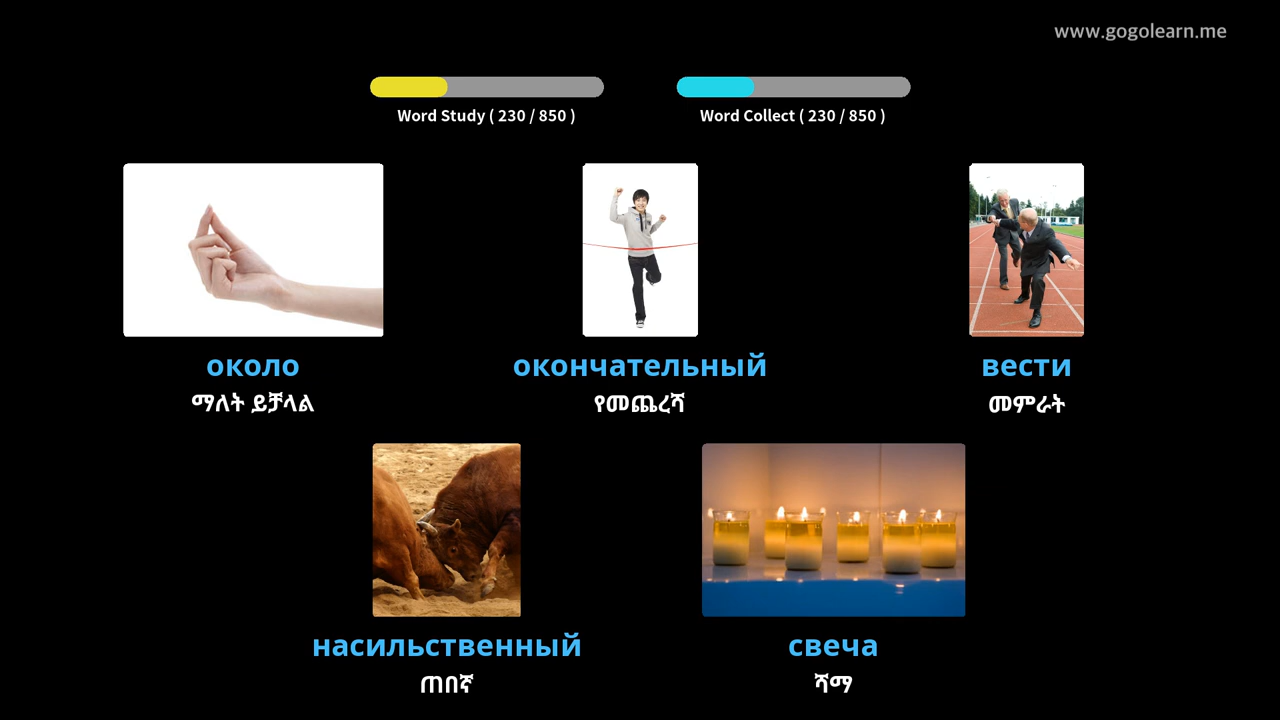 www.gogolearn.me
Word Study ( 230 / 850 )
Word Collect ( 230 / 850 )
около
ማለት ይቻላል
окончательный
የመጨረሻ
вести
መምራት
насильственный
ጠበኛ
свеча
ሻማ